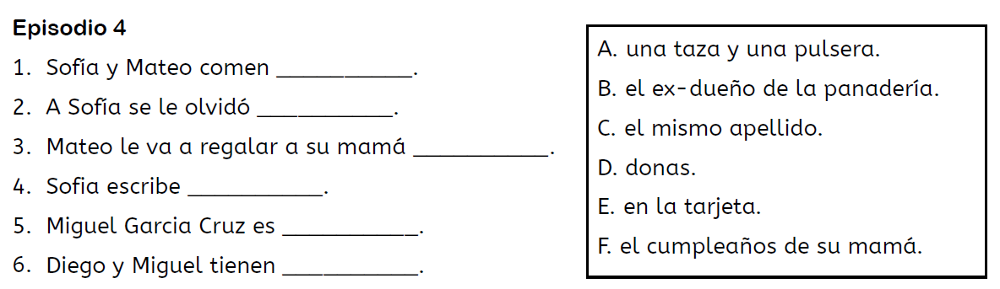 Episodio 4
1. Sofía y Mateo comen ___________.
2. A Sofía se le olvidó ___________.
3. Mateo le va a regalar a su mamá ___________.
4. Sofia escribe ___________.
5. Miguel Garcia Cruz es ___________.
6. Diego y Miguel tienen ___________.
A. una taza y una pulsera.
B. el ex-dueño de la panadería.
C. el mismo apellido.
D. donas.
E. en la tarjeta.
F. el cumpleaños de su mamá.